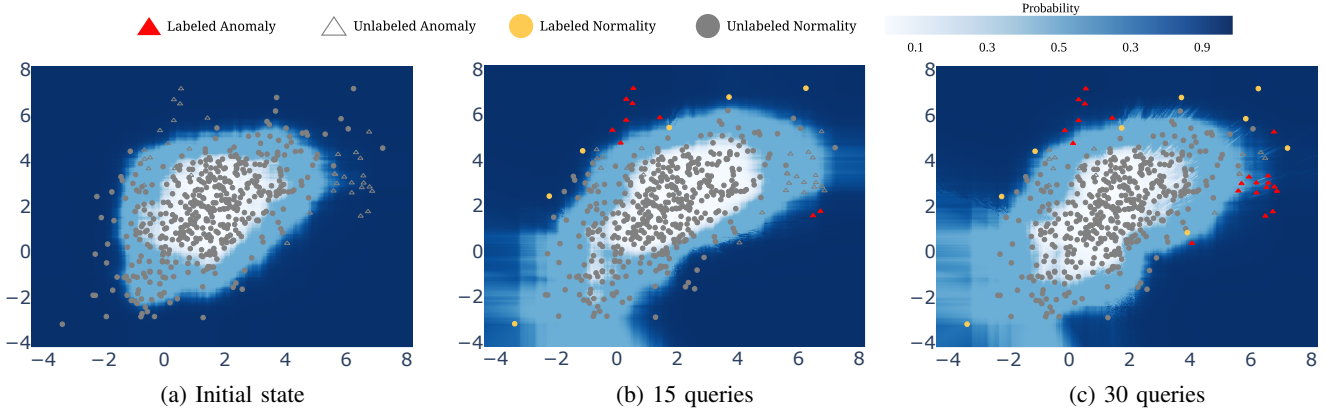 Labeled Anomaly Unlabeled Anomaly Labeled Normality Unlabeled Normality
Probability
0.1 0.3 0.5 0.3 0.9
8
6
4
2
0
−2
−4
−4 −2 0 2 4 6 8
(a) Initial state
8
6
4
2
0
−2
−4
−4 −2 0 2 4 6 8
(b) 15 queries
8
6
4
2
0
−2
−4
−4 −2 0 2 4 6 8
(c) 30 queries